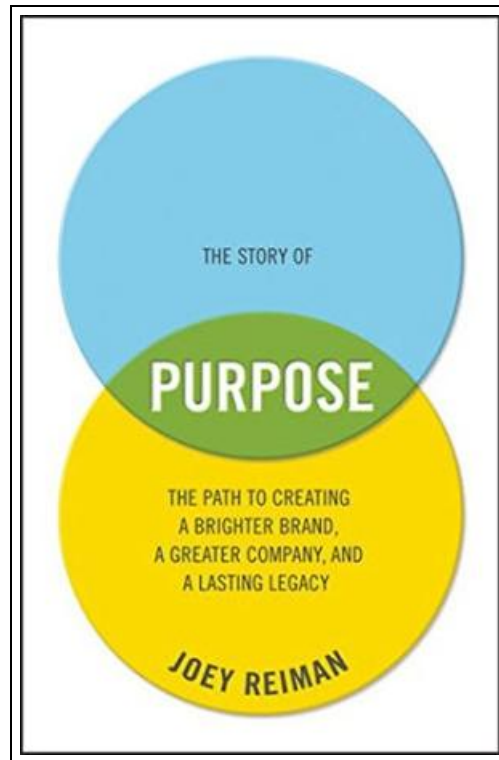 THE STORY OF
PURPOSE
THE PATH TO CREATING
A BRIGHTER BRAND,
A GREATER COMPANY, AND
A LASTING LEGACY
JOEY REIMAN